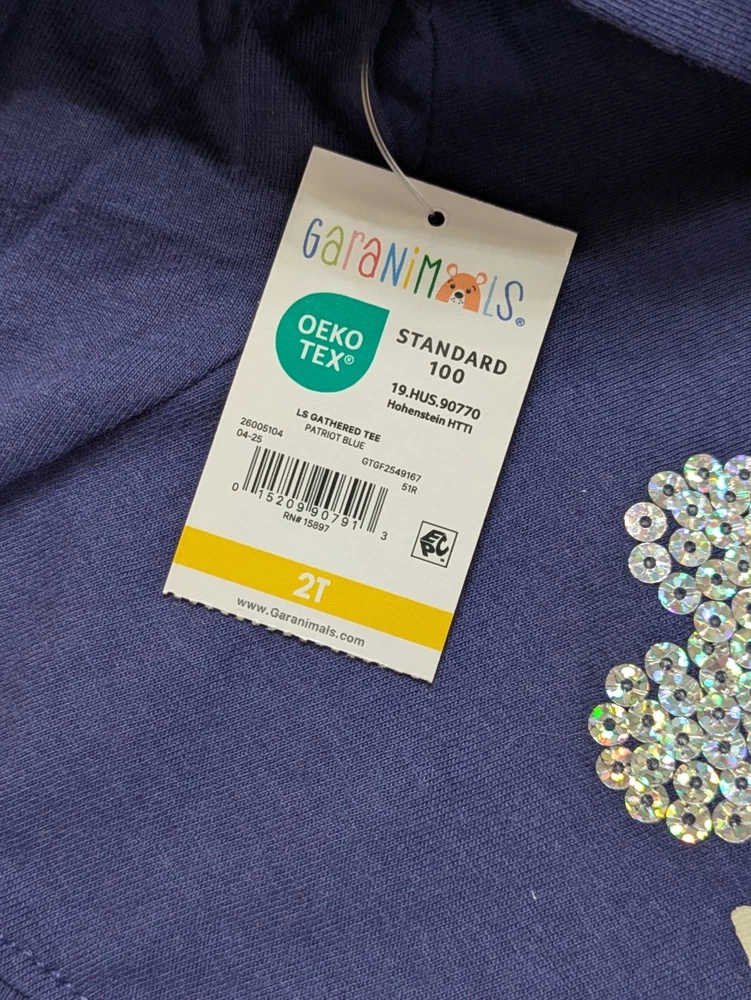 GaraNiMaLS®
OEKO
TEX®
STANDARD
100
19.HUS.90770
Hohenstein HTTI
LS GATHERED TEE
PATRIOT BLUE
26005104
04-25
GTGF2549167
51R
0 15209 90791 3
RN# 15897
EPC
2T
www.Garanimals.com